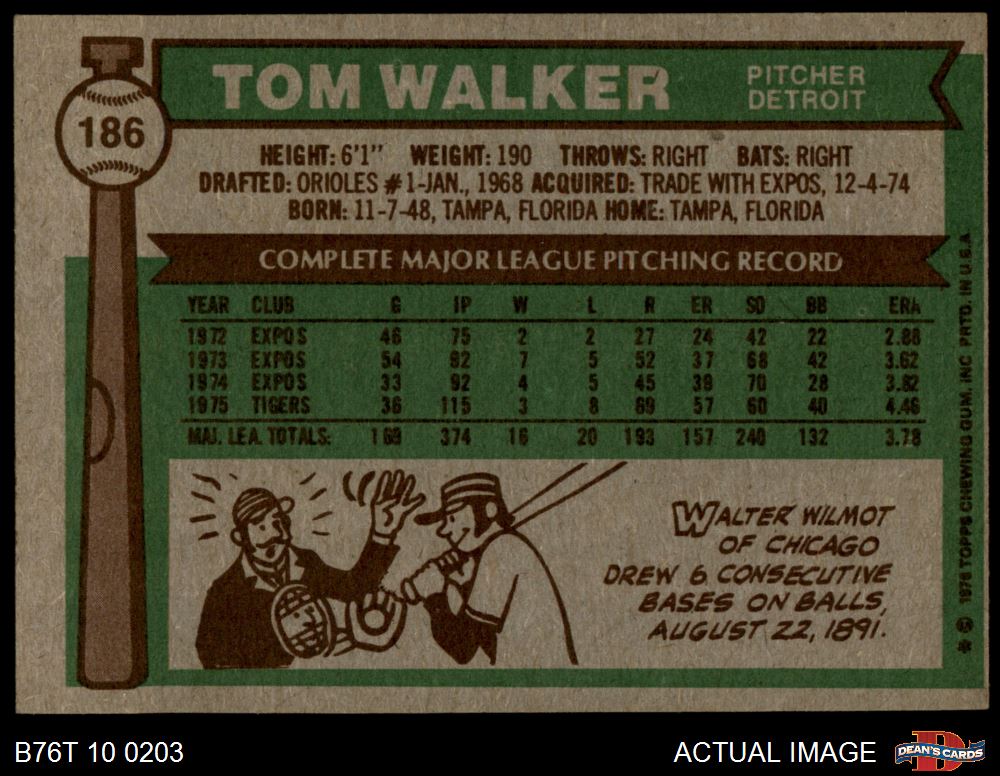 186
TOM WALKER
PITCHER
DETROIT
HEIGHT: 6'1" WEIGHT: 190 THROWS: RIGHT BATS: RIGHT
DRAFTED: ORIOLES #1-JAN., 1968 ACQUIRED: TRADE WITH EXPOS, 12-4-74
BORN: 11-7-48, TAMPA, FLORIDA HOME: TAMPA, FLORIDA
COMPLETE MAJOR LEAGUE PITCHING RECORD
YEAR CLUB G IP W L R ER SO BB ERA
1972 EXPOS 46 75 2 2 27 24 42 22 2.88
1973 EXPOS 54 92 7 5 52 37 68 42 3.62
1974 EXPOS 33 92 4 5 45 39 70 28 3.82
1975 TIGERS 36 115 3 8 69 57 60 40 4.46
MAJ. LEA. TOTALS: 169 374 16 20 193 157 240 132 3.78
WALTER WILMOT
OF CHICAGO
DREW 6 CONSECUTIVE
BASES ON BALLS,
AUGUST 22, 1891.
* © 1976 TOPPS CHEWING GUM, INC PRTD. IN U.S.A.
B76T 10 0203
ACTUAL IMAGE
D
DEAN'S CARDS